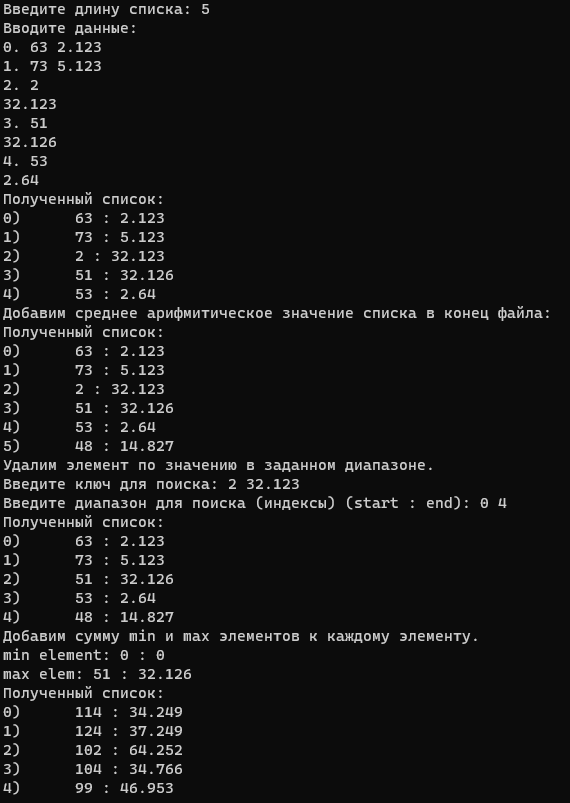 Введите длину списка: 5
Вводите данные:
0. 63 2.123
1. 73 5.123
2. 2
32.123
3. 51
32.126
4. 53
2.64
Полученный список:
0)      63 : 2.123
1)      73 : 5.123
2)      2 : 32.123
3)      51 : 32.126
4)      53 : 2.64
Добавим среднее арифмитическое значение списка в конец файла:
Полученный список:
0)      63 : 2.123
1)      73 : 5.123
2)      2 : 32.123
3)      51 : 32.126
4)      53 : 2.64
5)      48 : 14.827
Удалим элемент по значению в заданном диапазоне.
Введите ключ для поиска: 2 32.123
Введите диапазон для поиска (индексы) (start : end): 0 4
Полученный список:
0)      63 : 2.123
1)      73 : 5.123
2)      51 : 32.126
3)      53 : 2.64
4)      48 : 14.827
Добавим сумму min и max элементов к каждому элементу.
min element: 0 : 0
max elem: 51 : 32.126
Полученный список:
0)      114 : 34.249
1)      124 : 37.249
2)      102 : 64.252
3)      104 : 34.766
4)      99 : 46.953